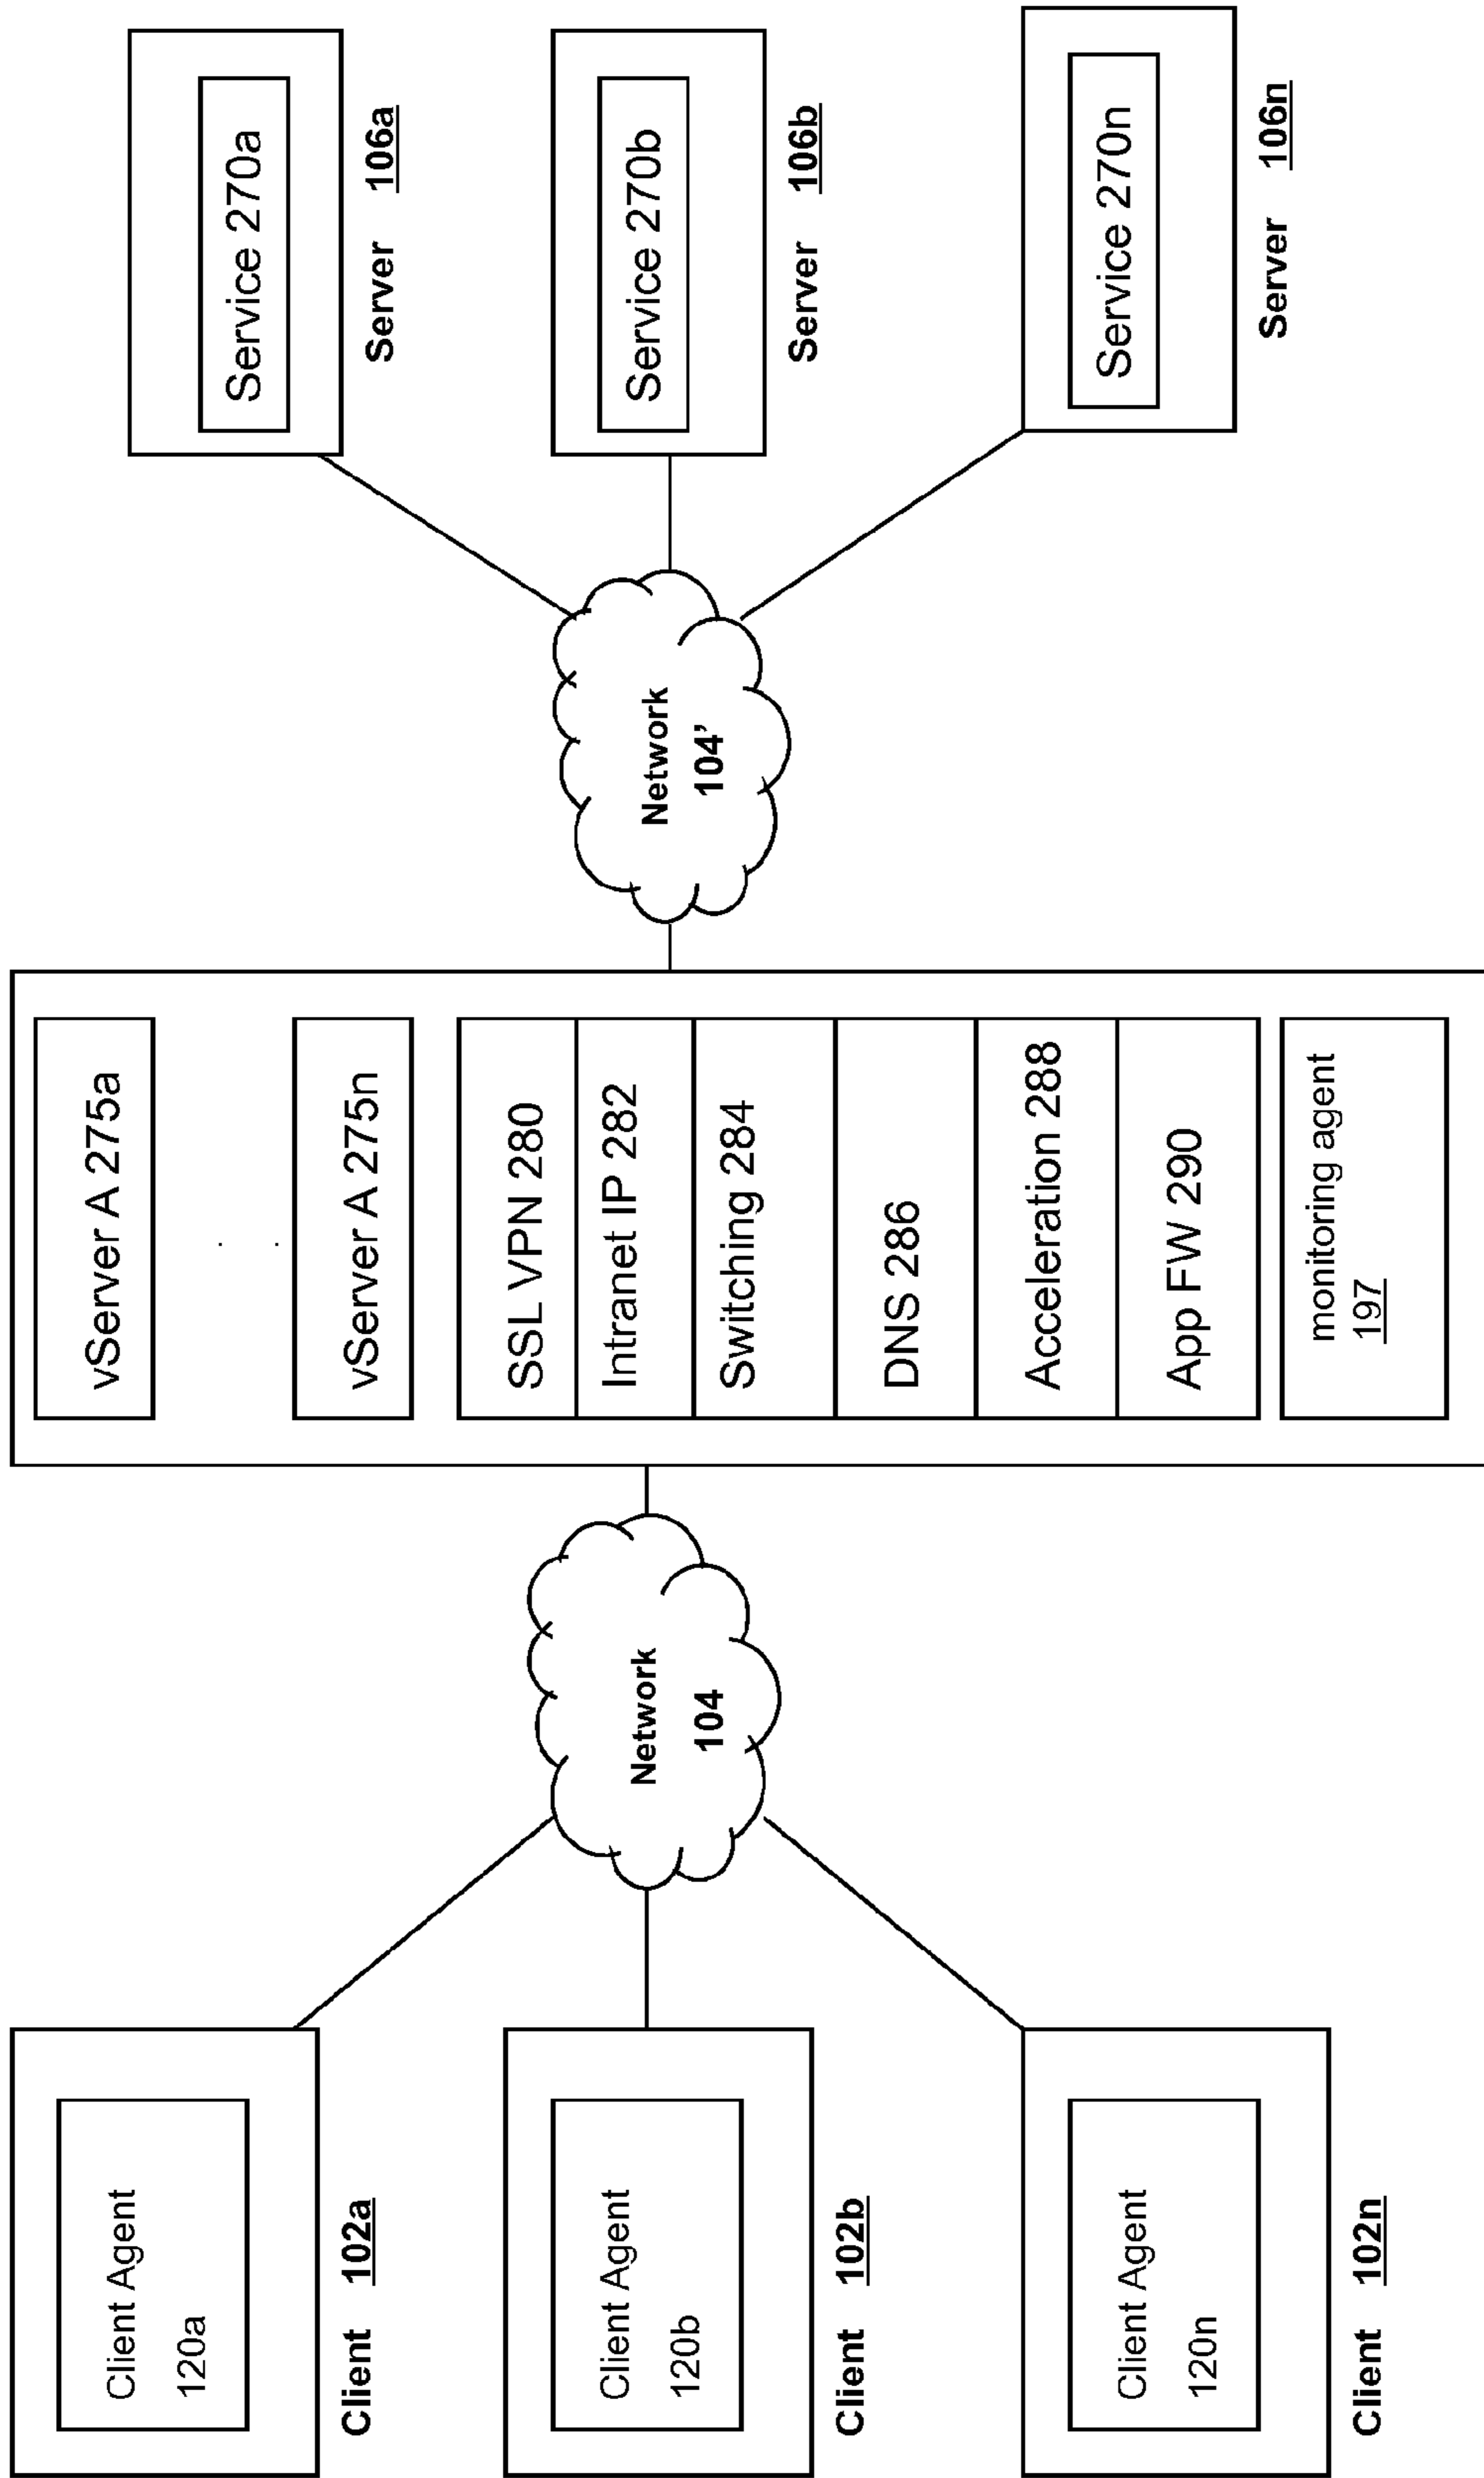 Client Agent
120a
Client 102a
Client Agent
120b
Client 102b
Client Agent
120n
Client 102n
Network
104
vServer A 275a
vServer A 275n
SSL VPN 280
Intranet IP 282
Switching 284
DNS 286
Acceleration 288
App FW 290
monitoring agent
197
Network
104’
Service 270a
Server 106a
Service 270b
Server 106b
Service 270n
Server 106n